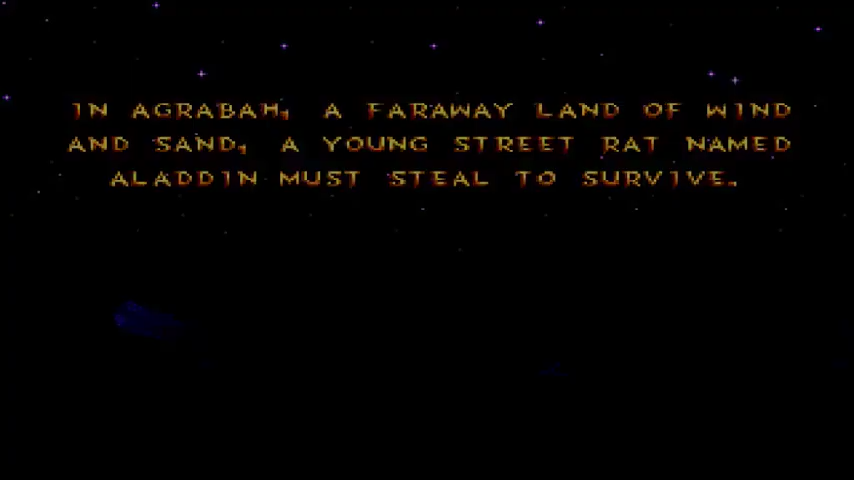 IN AGRABAH, A FARAWAY LAND OF WIND
AND SAND, A YOUNG STREET RAT NAMED
ALADDIN MUST STEAL TO SURVIVE.